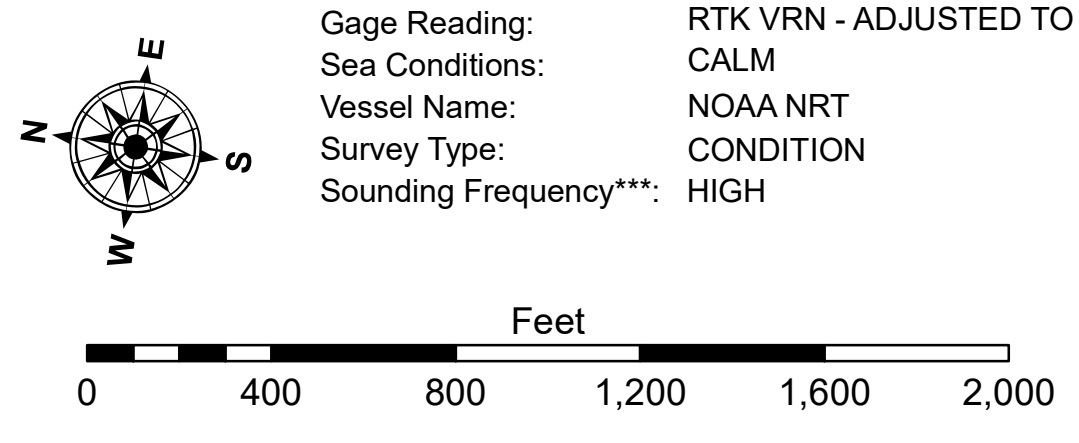 Gage Reading: RTK VRN - ADJUSTED TO
Sea Conditions: CALM
Vessel Name: NOAA NRT
Survey Type: CONDITION
Sounding Frequency***: HIGH
E
N
S
W
Feet
0 400 800 1,200 1,600 2,000